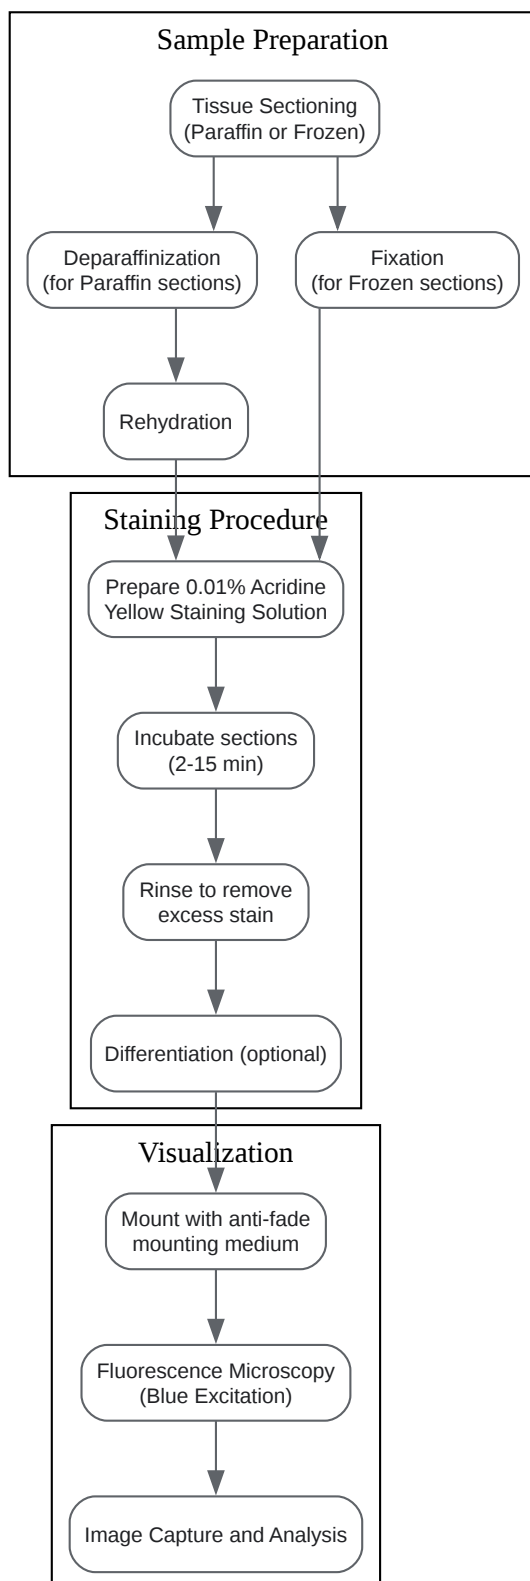 Sample Preparation
Tissue Sectioning
(Paraffin or Frozen)
Deparaffinization
(for Paraffin sections)
Fixation
(for Frozen sections)
Rehydration
Staining Procedure
Prepare 0.01% Acridine
Yellow Staining Solution
Incubate sections
(2-15 min)
Rinse to remove
excess stain
Differentiation (optional)
Visualization
Mount with anti-fade
mounting medium
Fluorescence Microscopy
(Blue Excitation)
Image Capture and Analysis